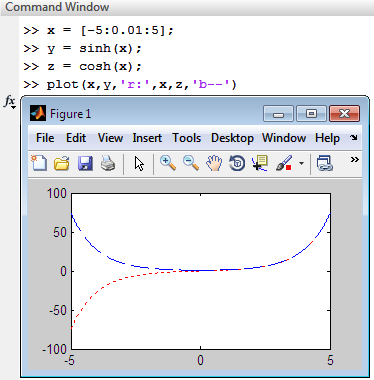 Command Window
>> x = [-5:0.01:5];
>> y = sinh(x);
>> z = cosh(x);
>> plot(x,y,'r:',x,z,'b--')
fx
Figure 1
File Edit View Insert Tools Desktop Window Help
100
50
0
-50
-100
-5 0 5